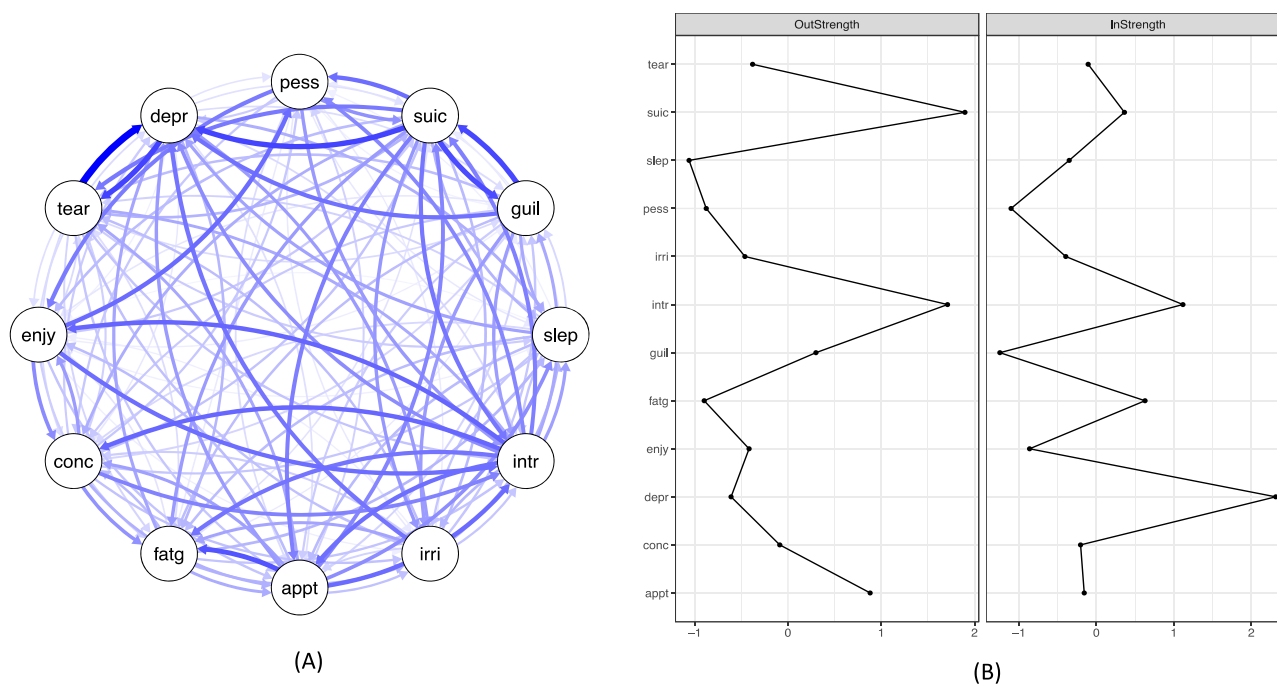 pess
depr
suic
tear
guil
enjy
slep
conc
intr
fatg
irri
appt
(A)
OutStrength
InStrength
tear
suic
slep
pess
irri
intr
guil
fatg
enjy
depr
conc
appt
−1 0 1 2
−1 0 1 2
(B)